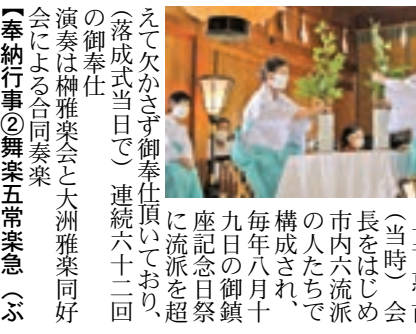 （当時）会
長をはじめ
市内六流派
の人たちで
構成され、
毎年八月十
九日の御鎮
座記念日祭
に流派を超
えて欠かさず御奉仕頂いており、
（落成式当日で）　連続六十二回
の御奉仕
演奏は榊雅楽会と大洲雅楽同好
会による合同奏楽
【奉納行事②舞楽五常楽急（ぶ